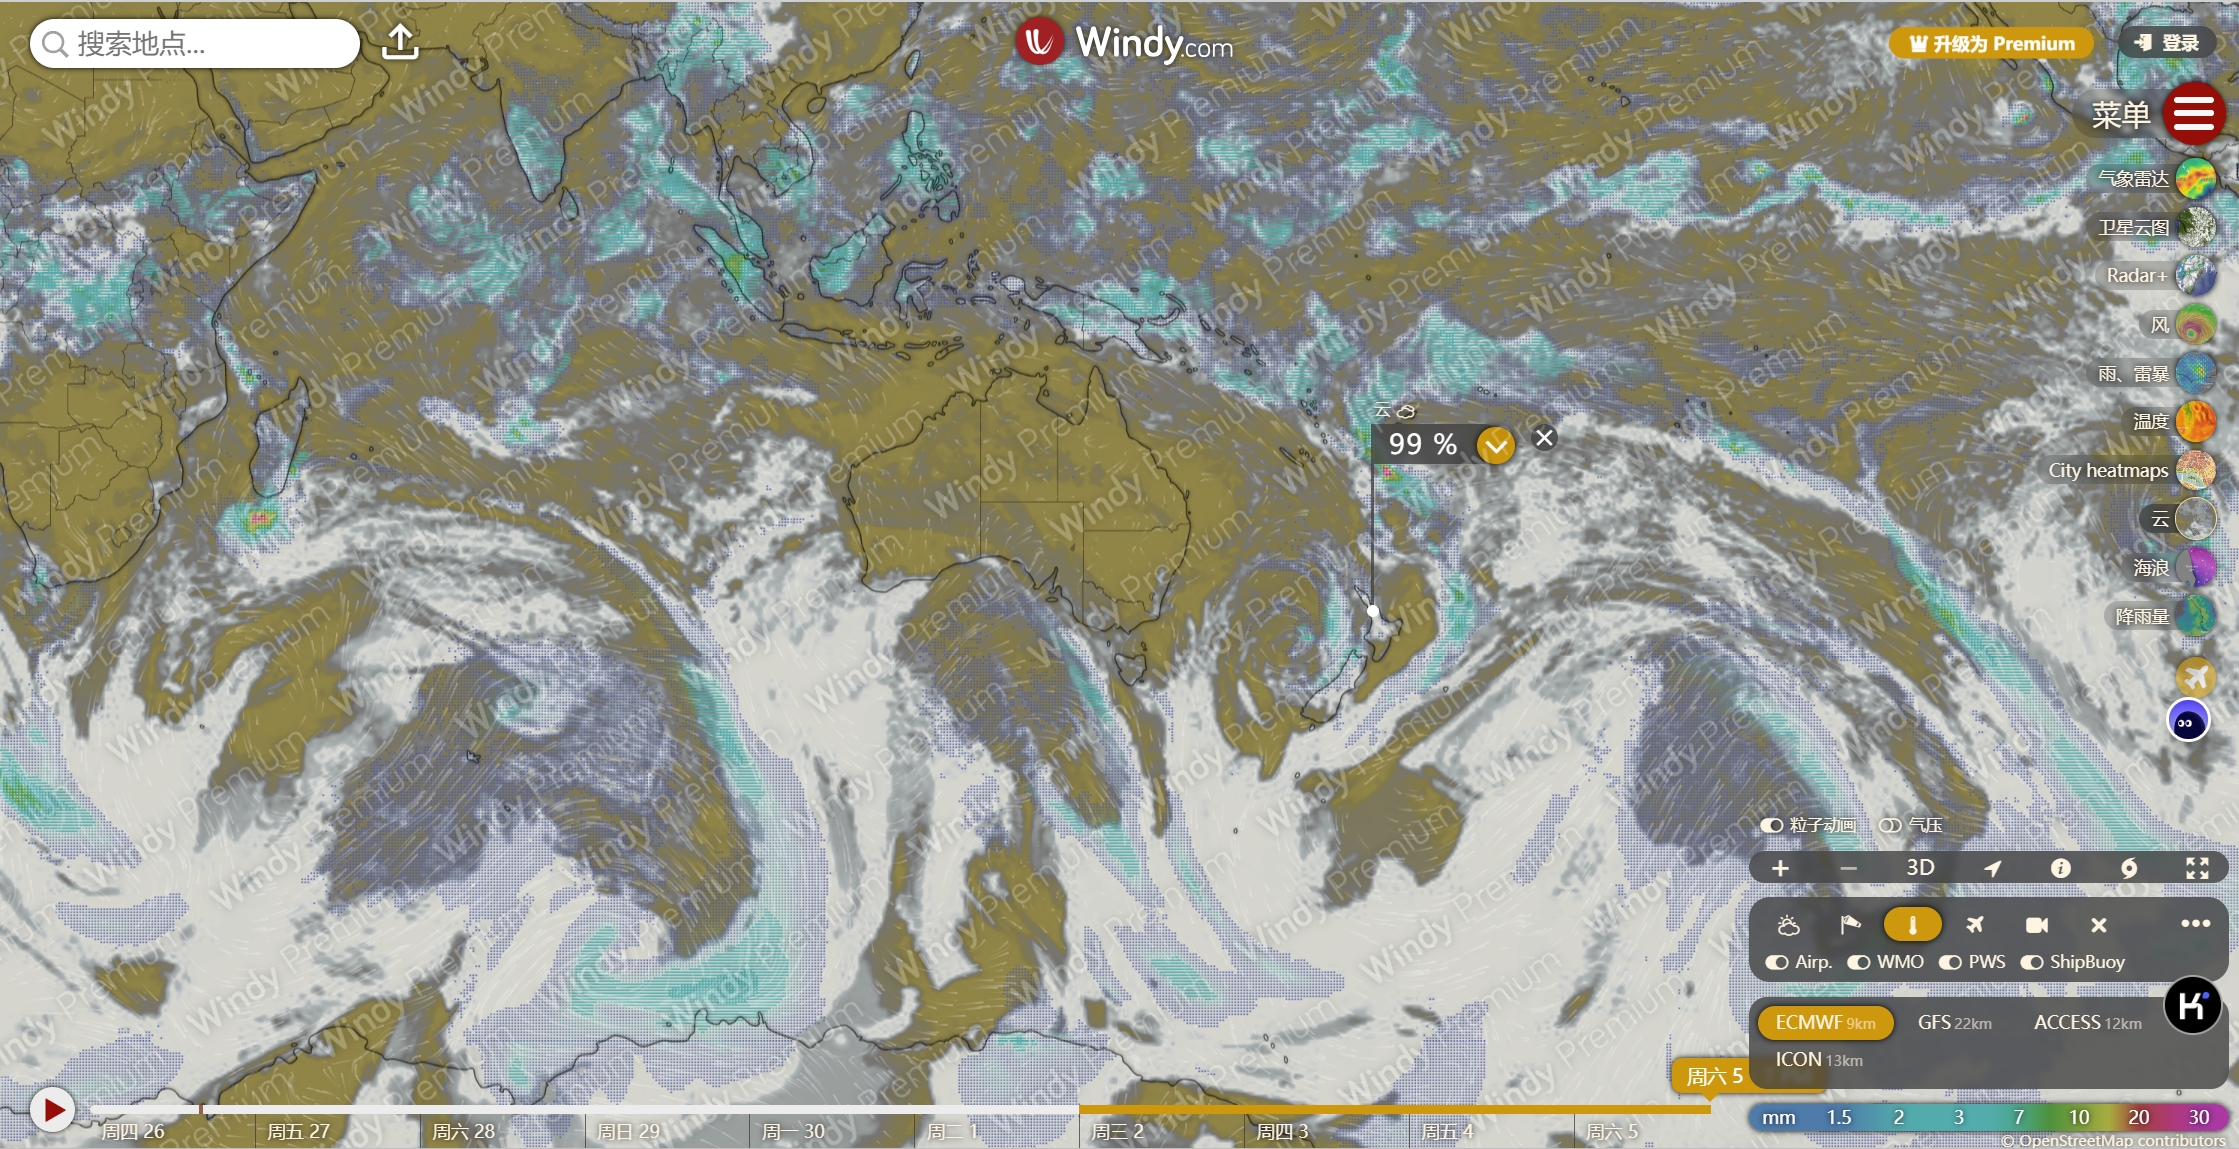 搜索地点...
Windy.com
升级为 Premium
登录
菜单
气象雷达
卫星云图
Radar+
风
雨、雷暴
温度
City heatmaps
云
海浪
降雨量
云
99 %
粒子动画 气压
3D
Airp. WMO PWS ShipBuoy
ECMWF 9km GFS 22km ACCESS 12km
ICON 13km
周六 5
周四 26 周五 27 周六 28 周日 29 周一 30 周二 1 周三 2 周四 3 周五 4 周六 5
mm 1.5 2 3 7 10 20 30
© OpenStreetMap contributors
Windy Premium